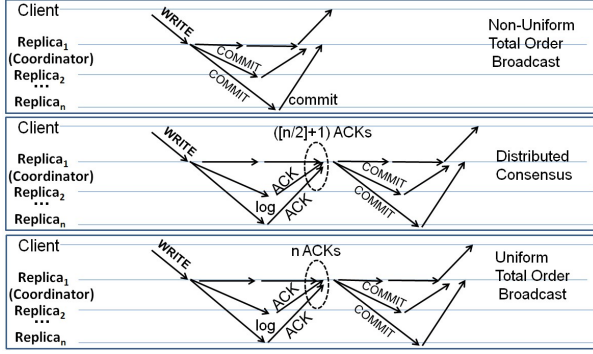 Client
WRITE
Replica1
(Coordinator)
Replica2
...
Replican
COMMIT
COMMIT
commit
Non-Uniform
Total Order
Broadcast
Client
WRITE
([n/2]+1) ACKs
Replica1
(Coordinator)
Replica2
...
Replican
ACK
log
ACK
COMMIT
COMMIT
Distributed
Consensus
Client
WRITE
n ACKs
Replica1
(Coordinator)
Replica2
...
Replican
ACK
log
ACK
COMMIT
COMMIT
Uniform
Total Order
Broadcast